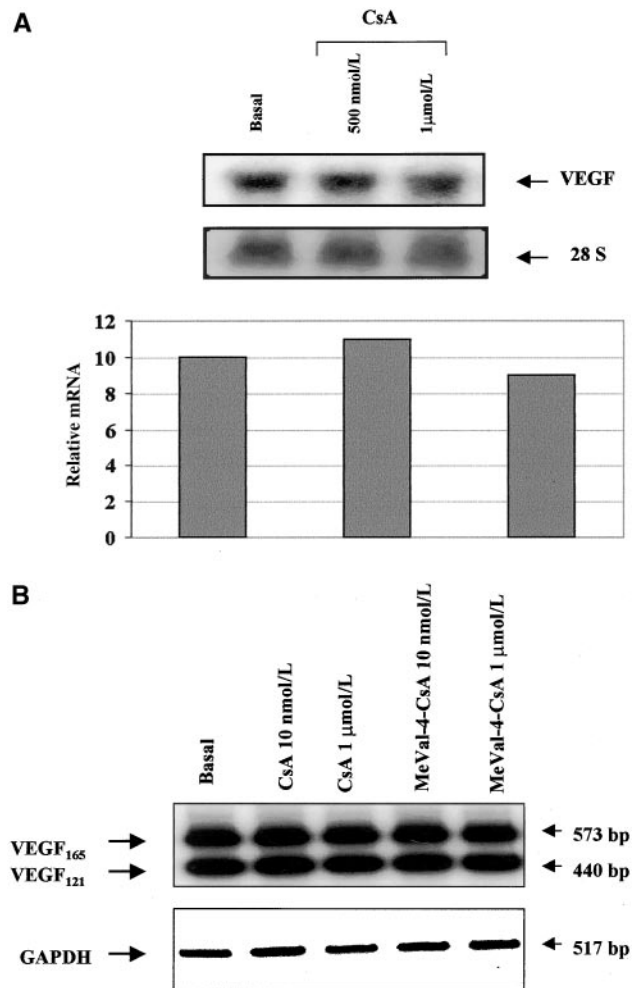 A
CsA
Basal
500 nmol/L
1µmol/L
VEGF
28 S
Relative mRNA
12
10
8
6
4
2
0
B
Basal
CsA 10 nmol/L
CsA 1 µmol/L
MeVal-4-CsA 10 nmol/L
MeVal-4-CsA 1 µmol/L
VEGF165
573 bp
VEGF121
440 bp
GAPDH
517 bp